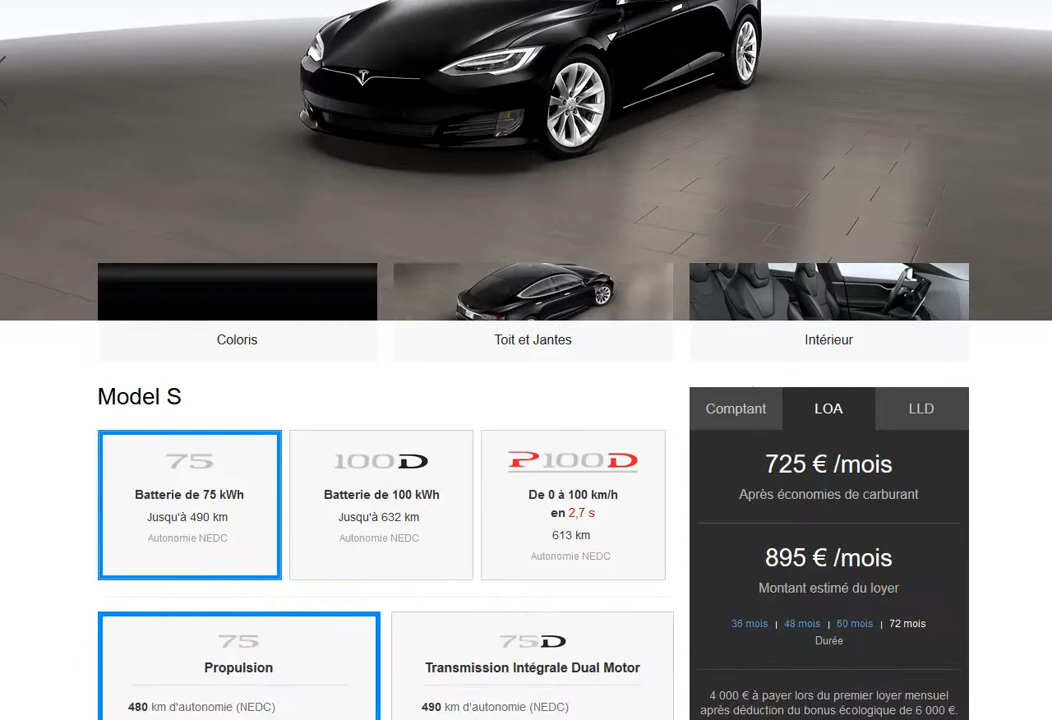 Coloris
Toit et Jantes
Intérieur
Model S
75
Batterie de 75 kWh
Jusqu'à 490 km
Autonomie NEDC
100D
Batterie de 100 kWh
Jusqu'à 632 km
Autonomie NEDC
P100D
De 0 à 100 km/h
en 2,7 s
613 km
Autonomie NEDC
75
Propulsion
480 km d'autonomie (NEDC)
75D
Transmission Intégrale Dual Motor
490 km d'autonomie (NEDC)
Comptant
LOA
LLD
725 € /mois
Après économies de carburant
895 € /mois
Montant estimé du loyer
36 mois | 48 mois | 60 mois | 72 mois
Durée
4 000 € à payer lors du premier loyer mensuel
après déduction du bonus écologique de 6 000 €.